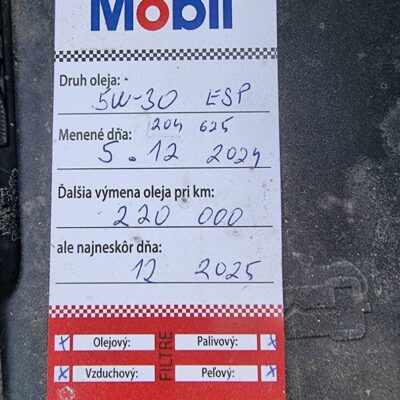 Mobil
Druh oleja:
5W-30 ESP
204 625
Menené dňa:
5. 12 2024
Ďalšia výmena oleja pri km:
220 000
ale najneskôr dňa:
12 2025
FILTRE
x Olejový: Palivový: x
x Vzduchový: Peľový: x